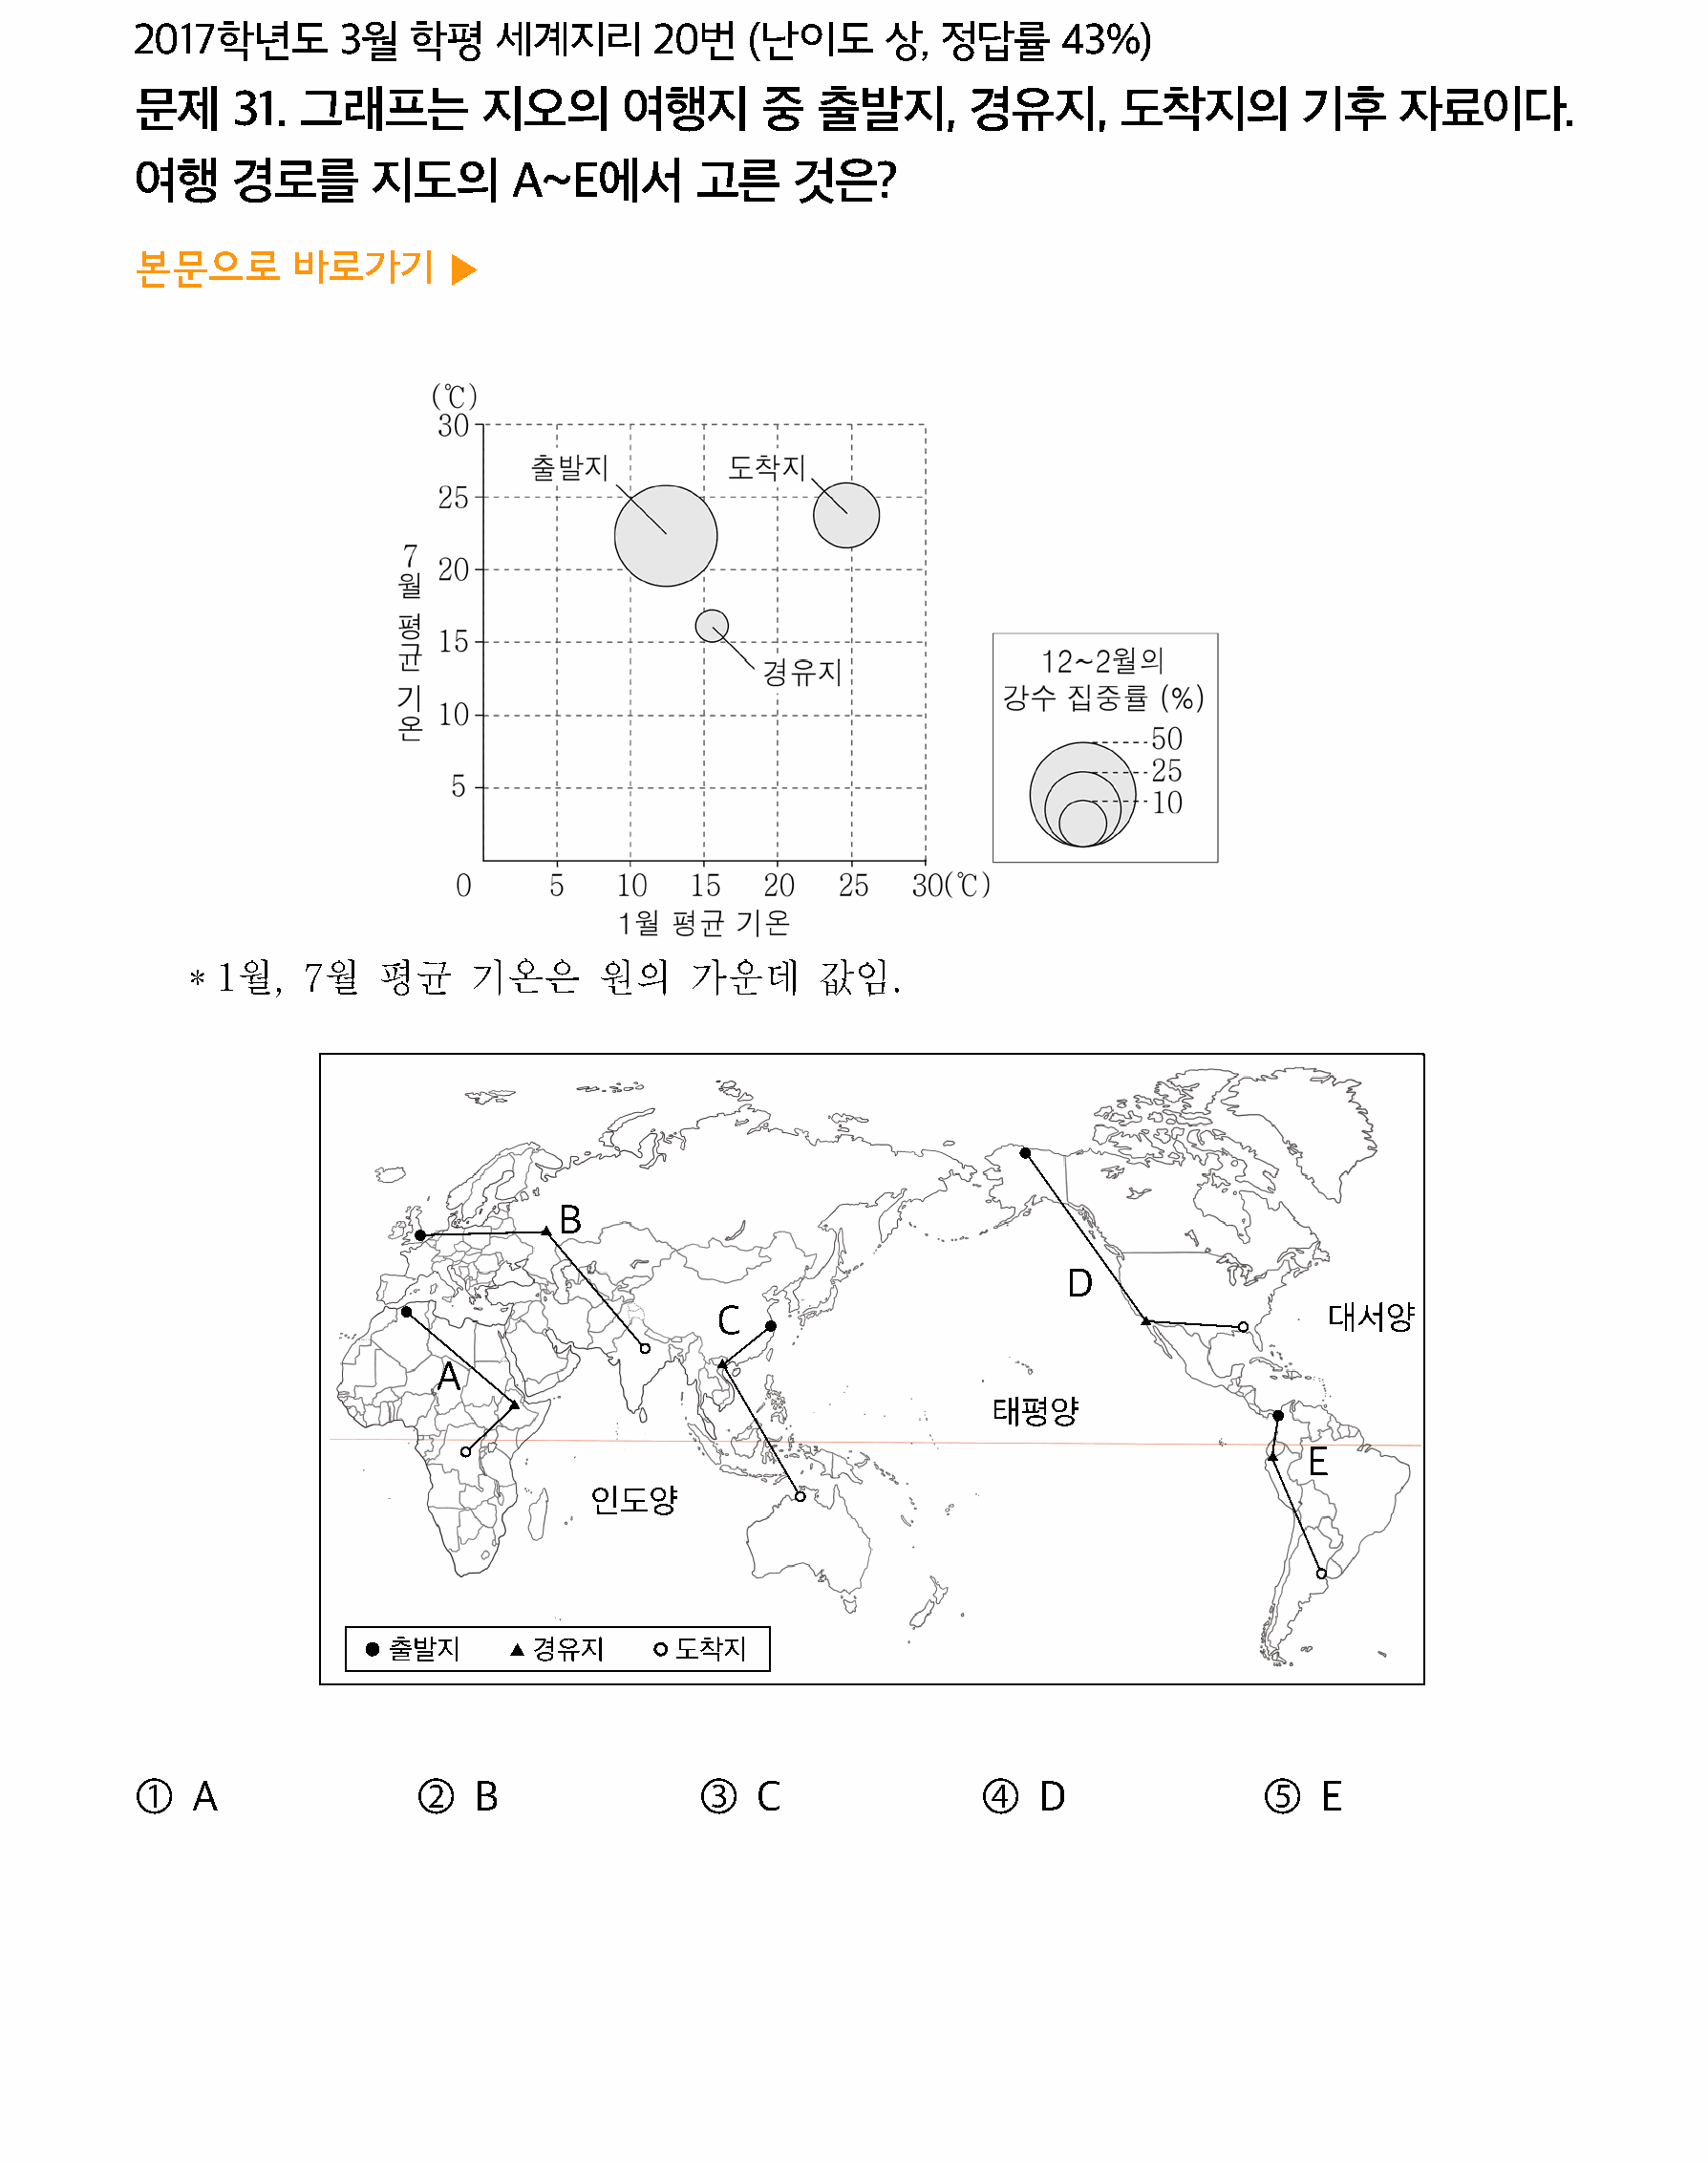 2017학년도 3월 학평 세계지리 20번 (난이도 상, 정답률 43%)
문제 31. 그래프는 지오의 여행지 중 출발지, 경유지, 도착지의 기후 자료이다.
여행 경로를 지도의 A~E에서 고른 것은?
본문으로 바로가기 ▶
(℃)
30
출발지
도착지
25
20
15
경유지
10
5
7월 평균 기온
0 5 10 15 20 25 30(℃)
1월 평균 기온
12~2월의
강수 집중률 (%)
50
25
10
* 1월, 7월 평균 기온은 원의 가운데 값임.
B
D
C
대서양
A
태평양
E
인도양
● 출발지 ▲ 경유지 ○ 도착지
① A ② B ③ C ④ D ⑤ E